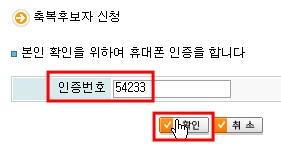 축복후보자 신청
본인 확인을 위하여 휴대폰 인증을 합니다
인증번호 54233
확인 취소